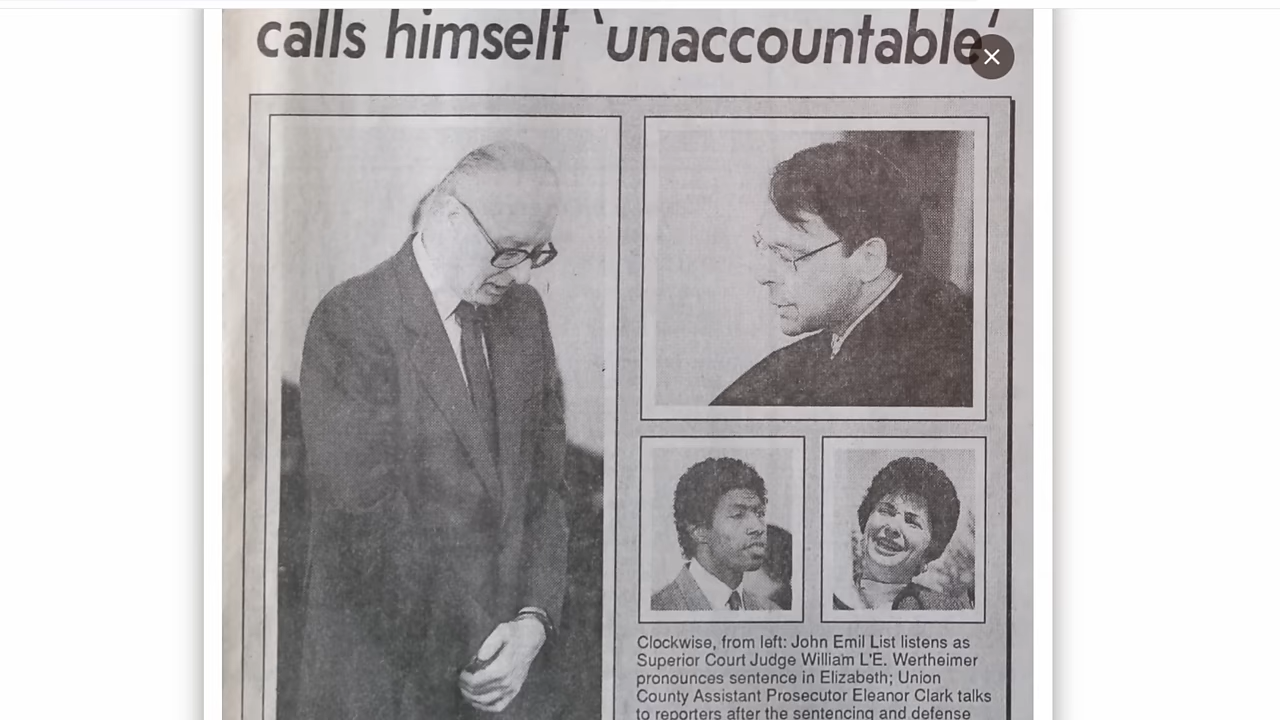 calls himself 'unaccountable'
Clockwise, from left: John Emil List listens as
Superior Court Judge William L'E. Wertheimer
pronounces sentence in Elizabeth; Union
County Assistant Prosecutor Eleanor Clark talks
to reporters after the sentencing and defense